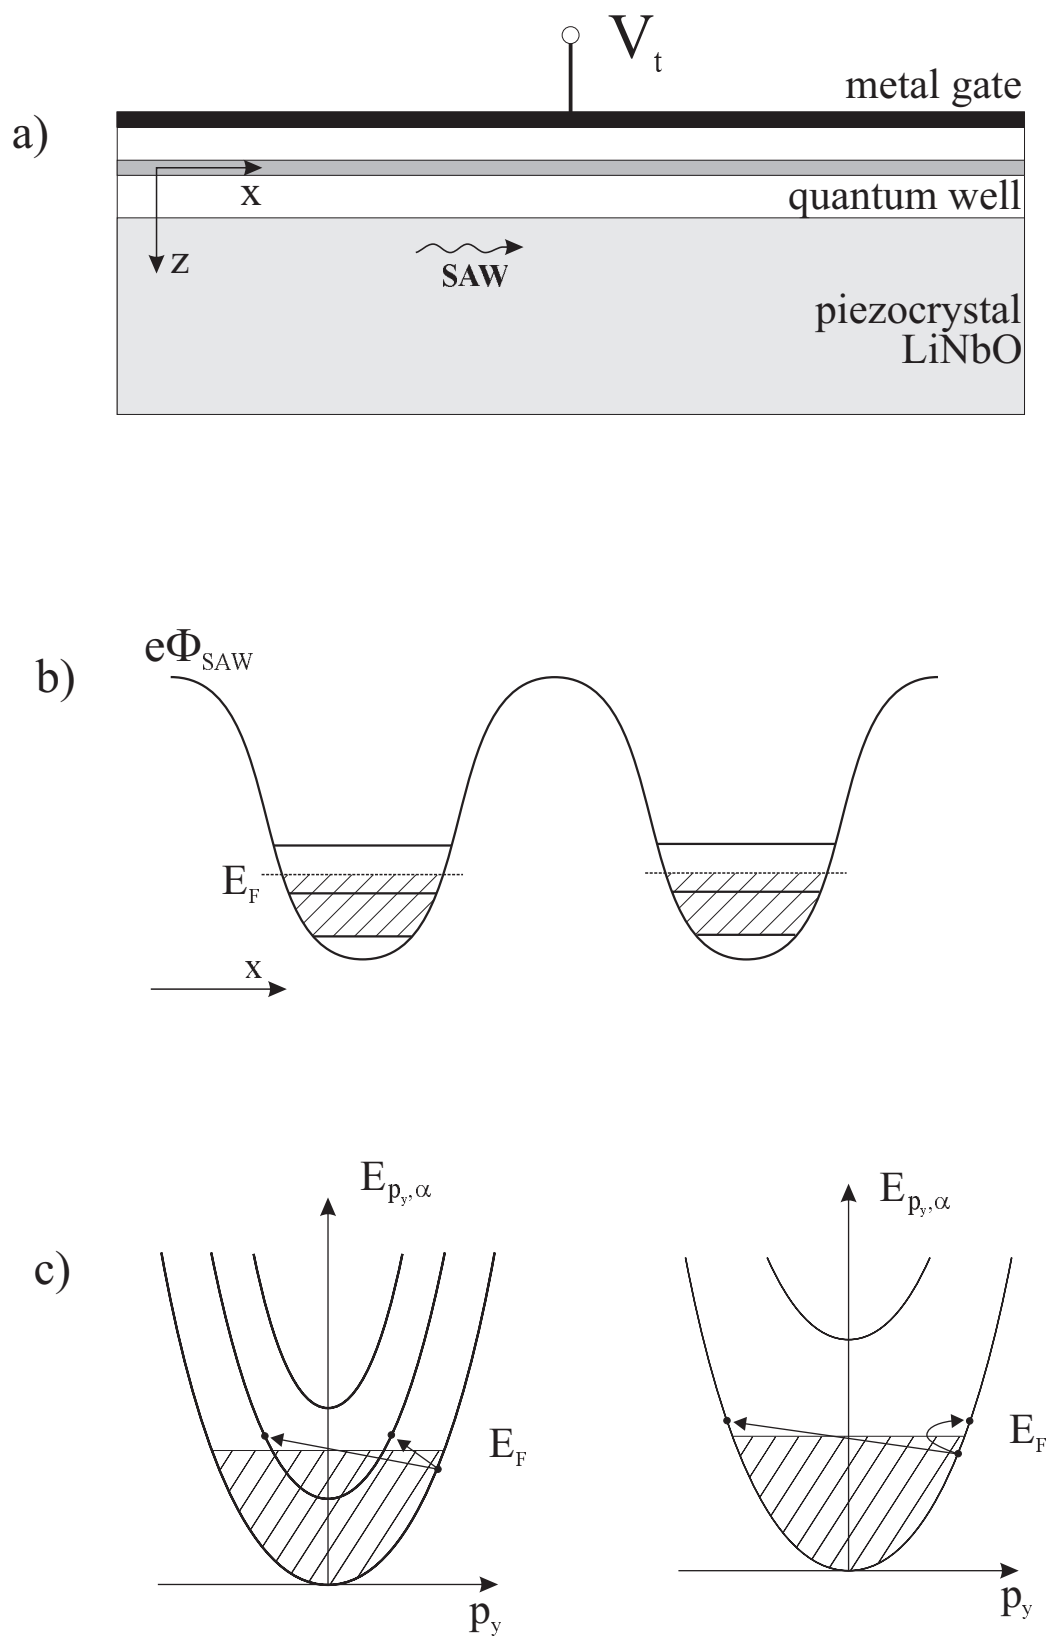 V_t
metal gate
a)
x
quantum well
z
SAW
piezocrystal
LiNbO
b)
eΦ_SAW
E_F
x
c)
E_{p_y,α}
E_{p_y,α}
E_F
E_F
p_y
p_y